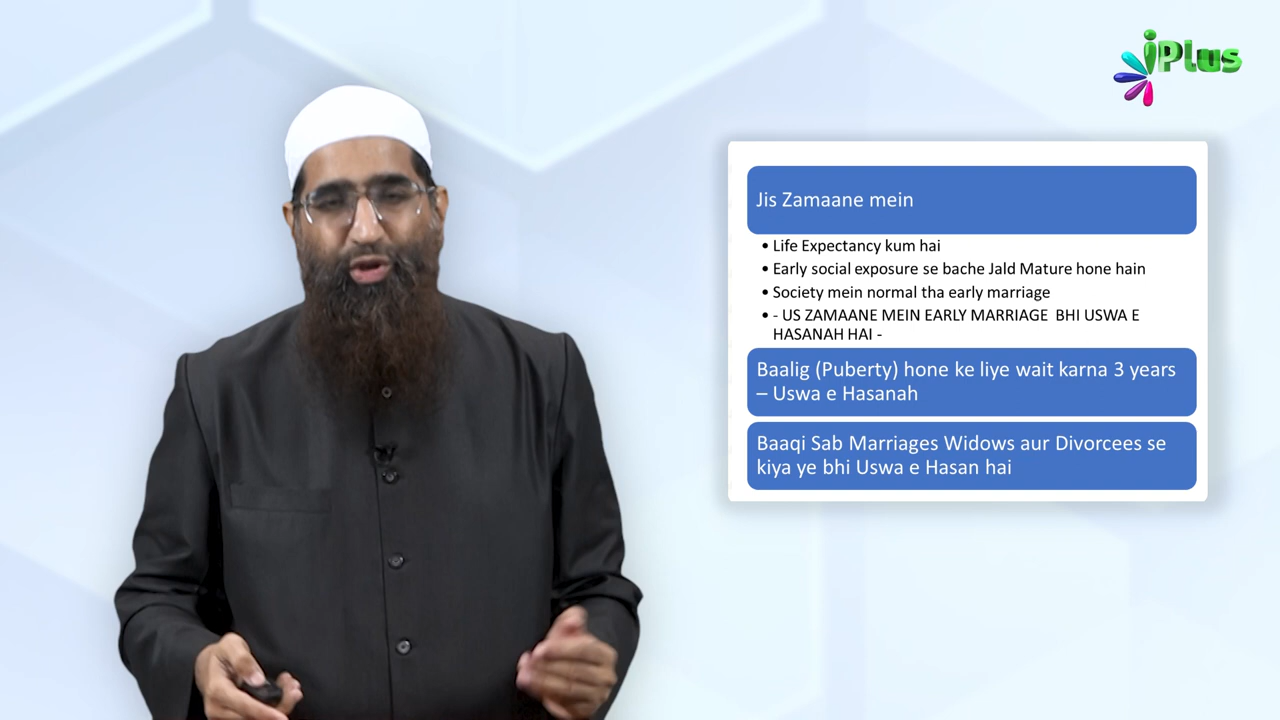 iPlus
Jis Zamaane mein
• Life Expectancy kum hai
• Early social exposure se bache Jald Mature hone hain
• Society mein normal tha early marriage
• - US ZAMAANE MEIN EARLY MARRIAGE BHI USWA E
HASANAH HAI -
Baalig (Puberty) hone ke liye wait karna 3 years
– Uswa e Hasanah
Baaqi Sab Marriages Widows aur Divorcees se
kiya ye bhi Uswa e Hasan hai